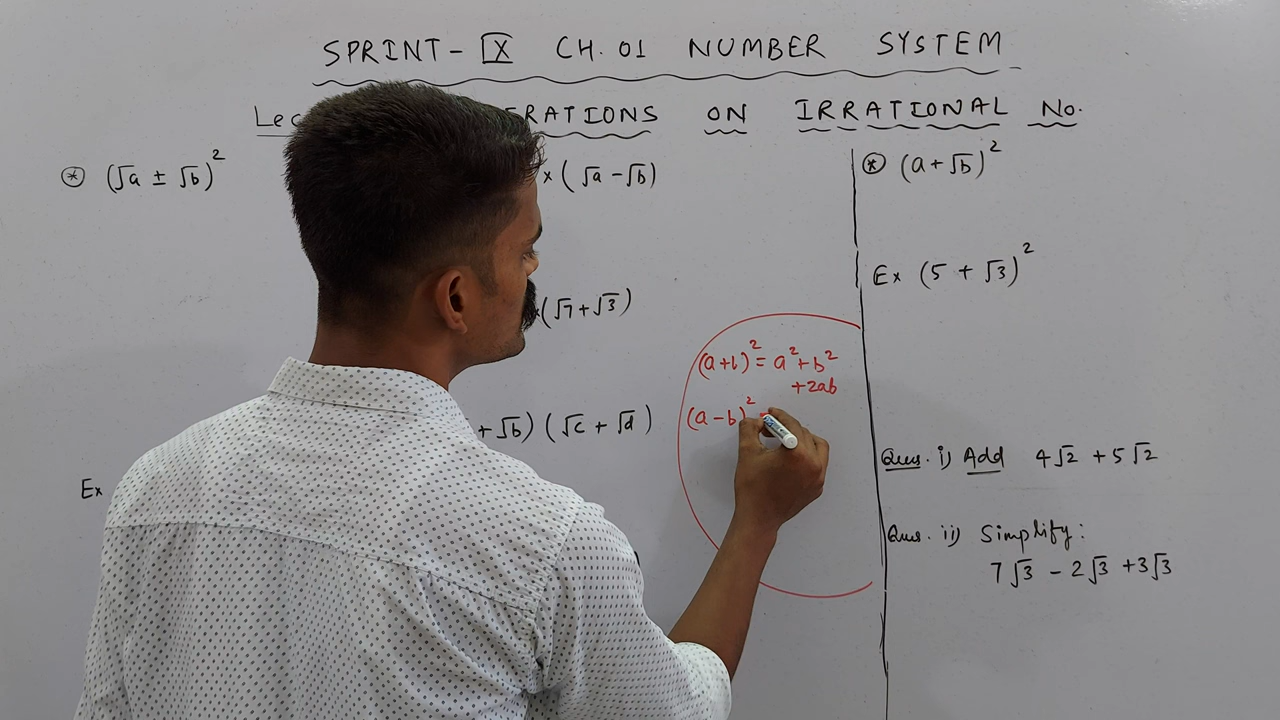 SPRINT-IX CH. 01 NUMBER SYSTEM
ON IRRATIONAL No.
⊛ (√a ± √b)²
× (√a - √b)
(√7 + √3)
+ √b) (√c + √d)
Ex
(a+b)² = a² + b²
+2ab
(a-b)²
⊛ (a + √b)²
Ex (5 + √3)²
Ques. i) Add 4√2 + 5√2
Ques. ii) Simplify:
7√3 - 2√3 + 3√3